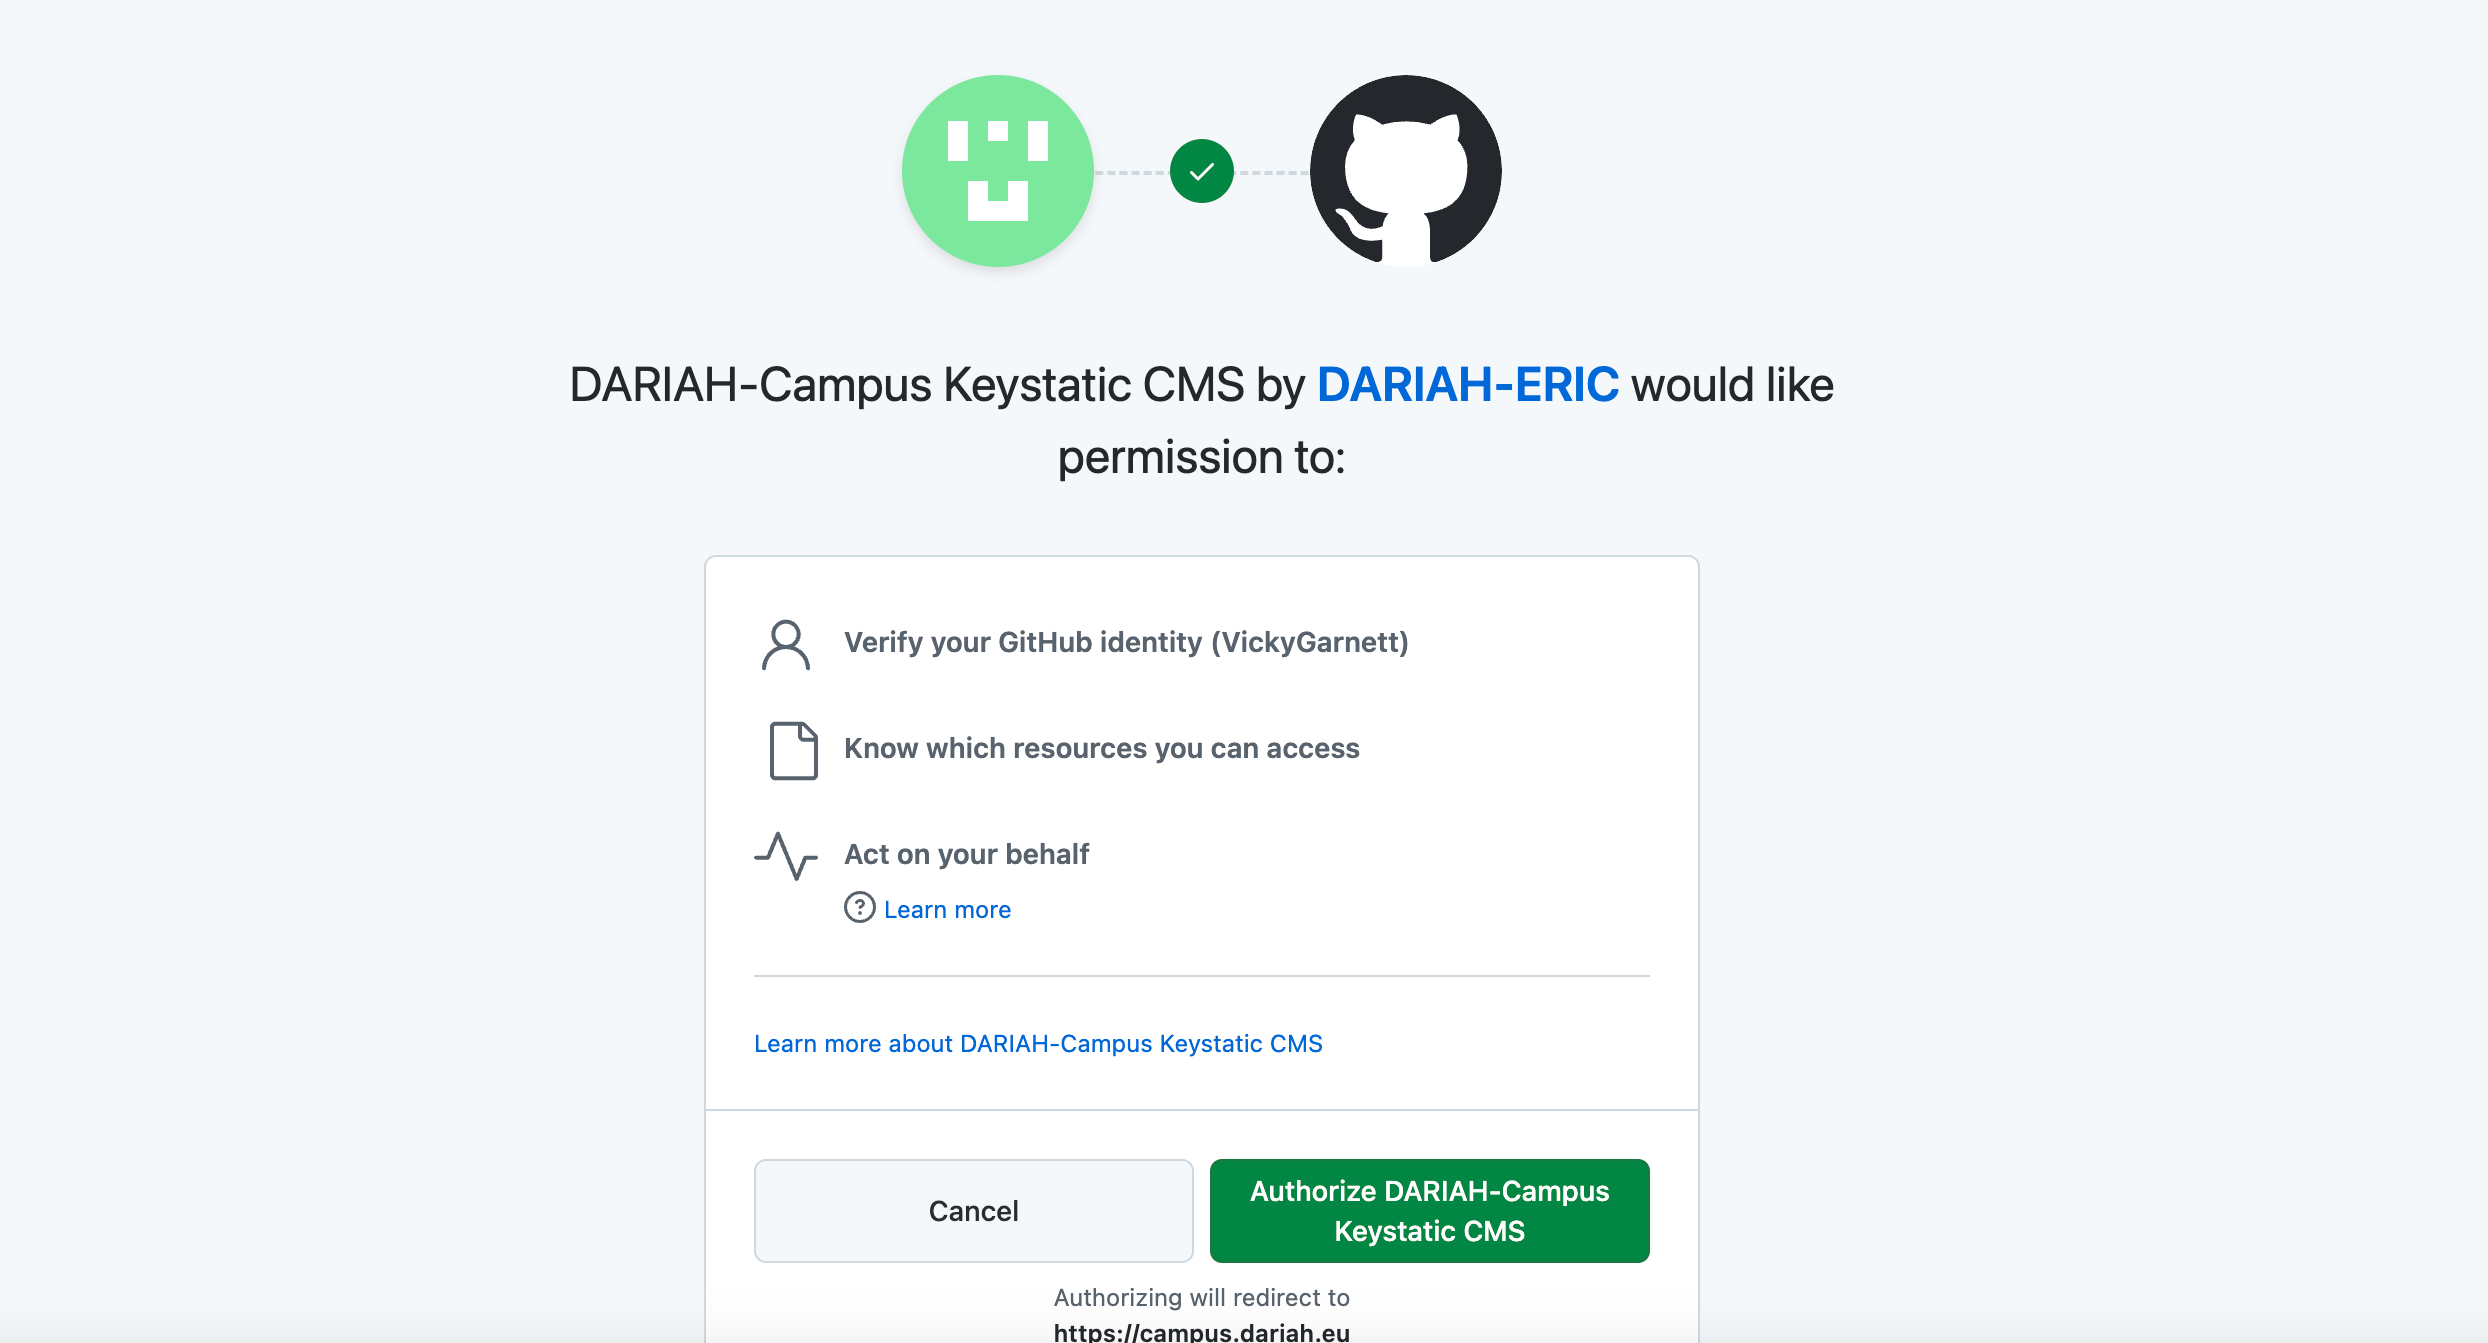 DARIAH-Campus Keystatic CMS by DARIAH-ERIC would like
permission to:
Verify your GitHub identity (VickyGarnett)
Know which resources you can access
Act on your behalf
Learn more
Learn more about DARIAH-Campus Keystatic CMS
Cancel
Authorize DARIAH-Campus
Keystatic CMS
Authorizing will redirect to
https://campus.dariah.eu